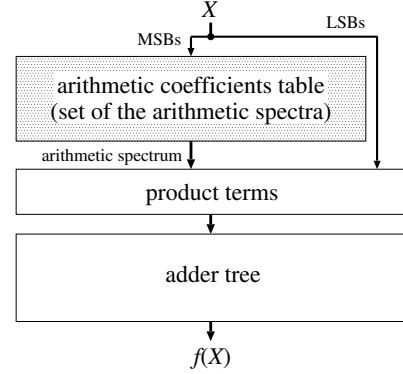 X
MSBs
LSBs
arithmetic coefficients table
(set of the arithmetic spectra)
arithmetic spectrum
product terms
adder tree
f(X)